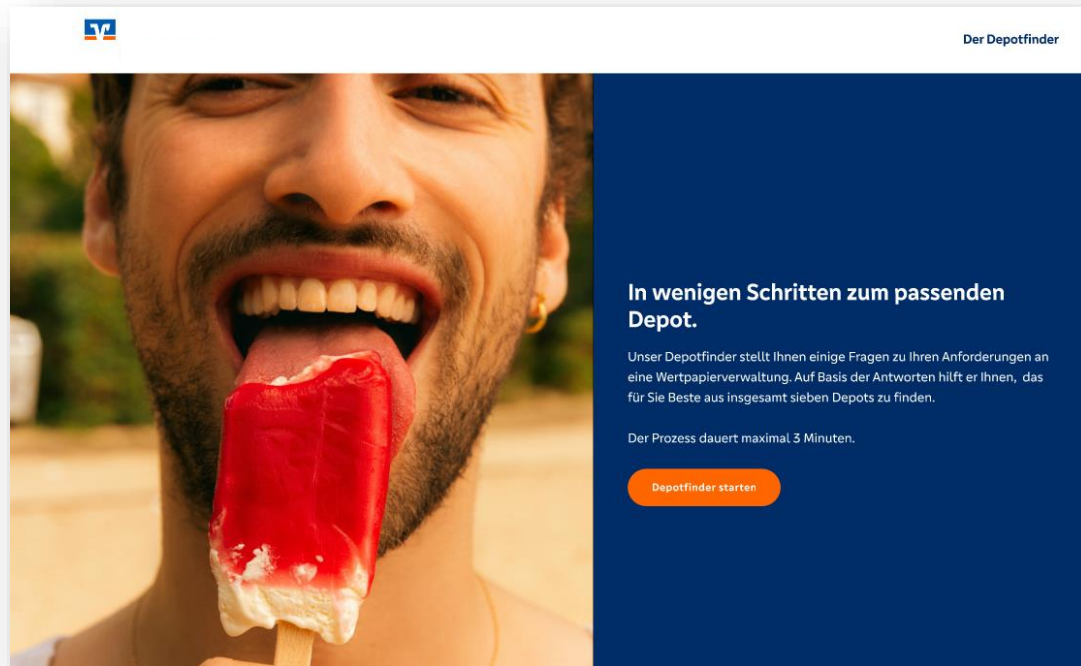 Der Depotfinder
In wenigen Schritten zum passenden
Depot.
Unser Depotfinder stellt Ihnen einige Fragen zu Ihren Anforderungen an
eine Wertpapierverwaltung. Auf Basis der Antworten hilft er Ihnen, das
für Sie Beste aus insgesamt sieben Depots zu finden.
Der Prozess dauert maximal 3 Minuten.
Depotfinder starten